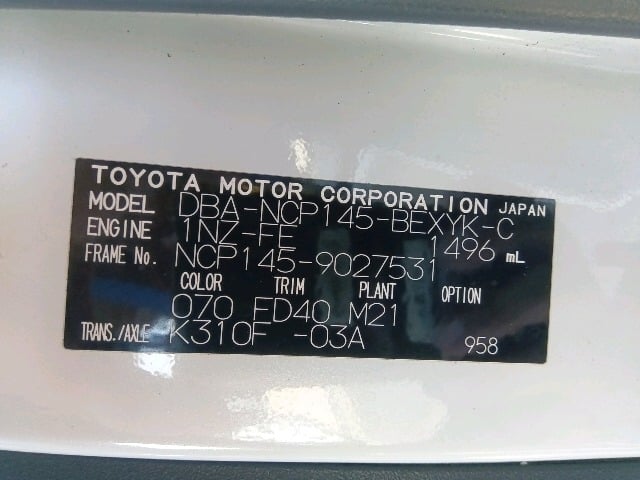 TOYOTA MOTOR CORPORATION JAPAN
MODEL DBA-NCP145-BEXYK-C
ENGINE 1NZ-FE 1496 mL
FRAME No. NCP145-9027531
COLOR TRIM PLANT OPTION
070 FD40 M21
TRANS./AXLE K310F -03A 958